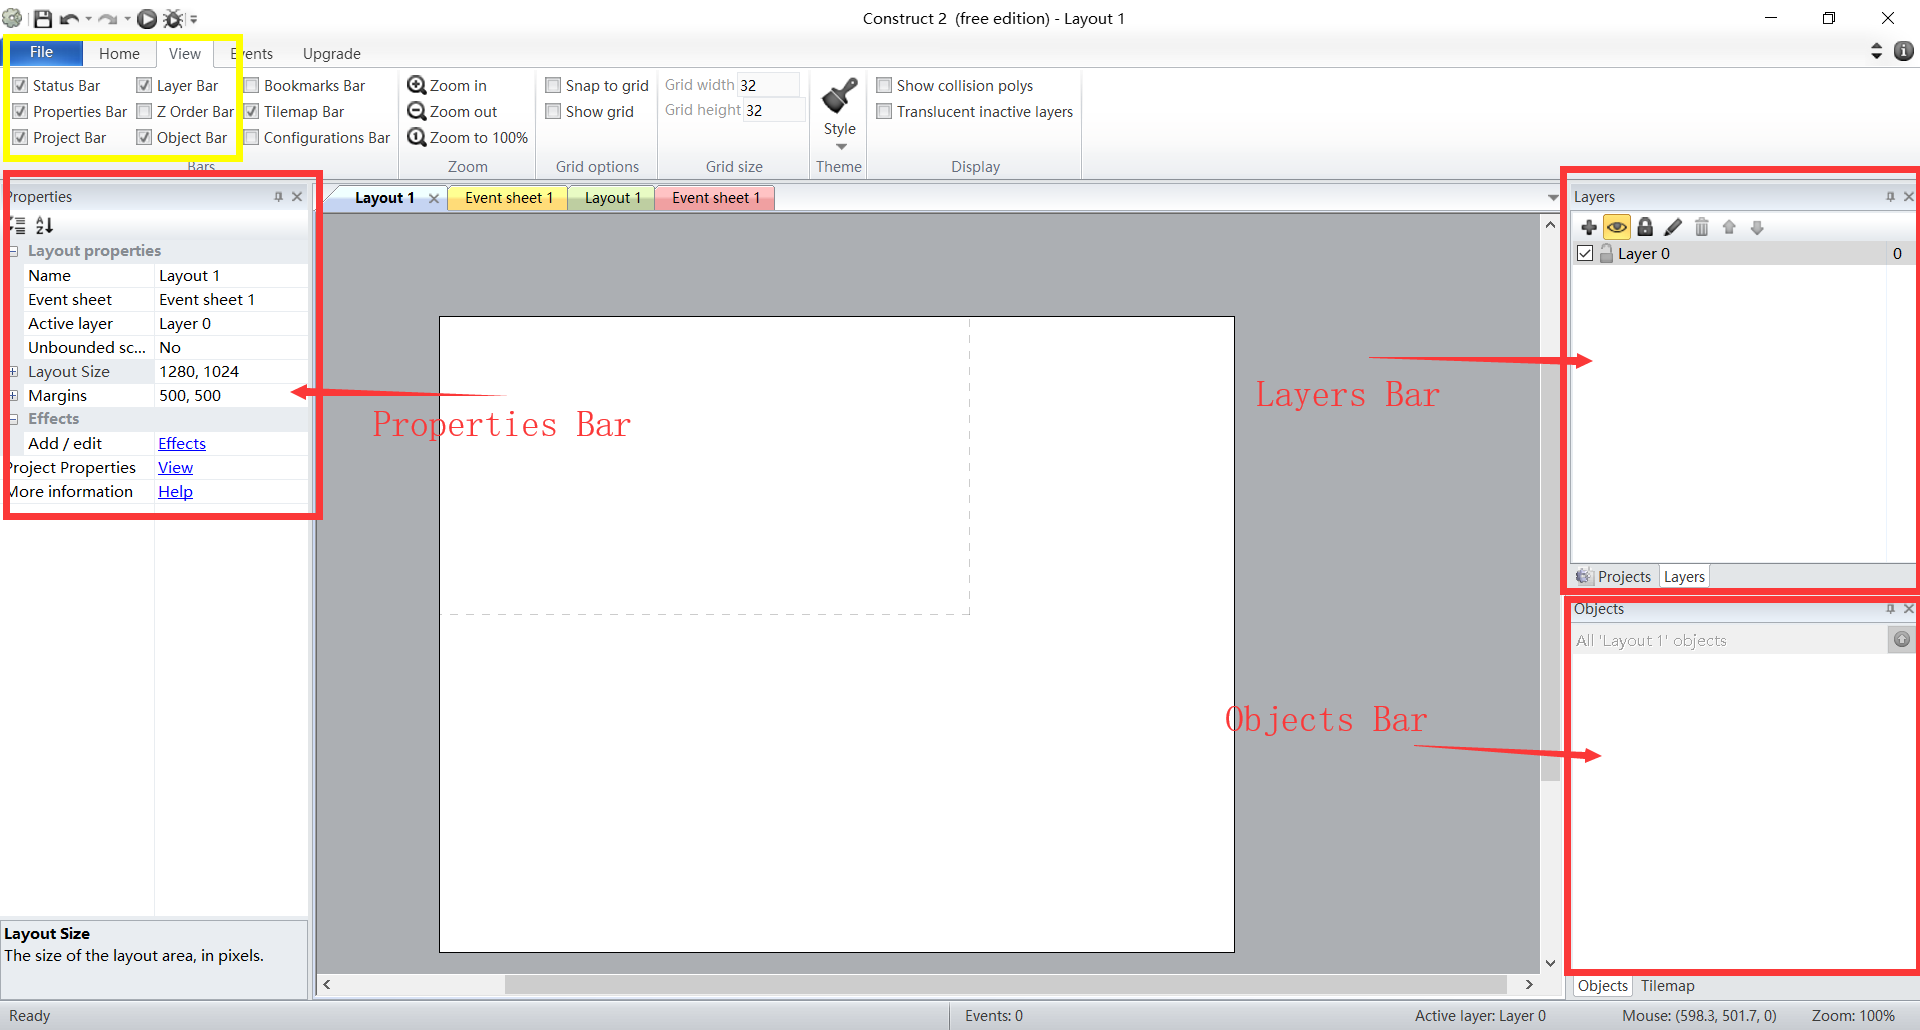 Construct 2 (free edition) - Layout 1
File Home View Events Upgrade
Status Bar Layer Bar Bookmarks Bar
Properties Bar Z Order Bar Tilemap Bar
Project Bar Object Bar Configurations Bar
Bars
Zoom in
Zoom out
Zoom to 100%
Zoom
Snap to grid
Show grid
Grid options
Grid width 32
Grid height 32
Grid size
Style
Theme
Show collision polys
Translucent inactive layers
Display
Properties
Layout properties
Name Layout 1
Event sheet Event sheet 1
Active layer Layer 0
Unbounded sc... No
Layout Size 1280, 1024
Margins 500, 500
Effects
Add / edit Effects
Project Properties View
More information Help
Layout Size
The size of the layout area, in pixels.
Layout 1 Event sheet 1 Layout 1 Event sheet 1
Properties Bar
Layers Bar
Objects Bar
Layers
Layer 0 0
Projects Layers
Objects
All 'Layout 1' objects
Objects Tilemap
Ready Events: 0 Active layer: Layer 0 Mouse: (598.3, 501.7, 0) Zoom: 100%